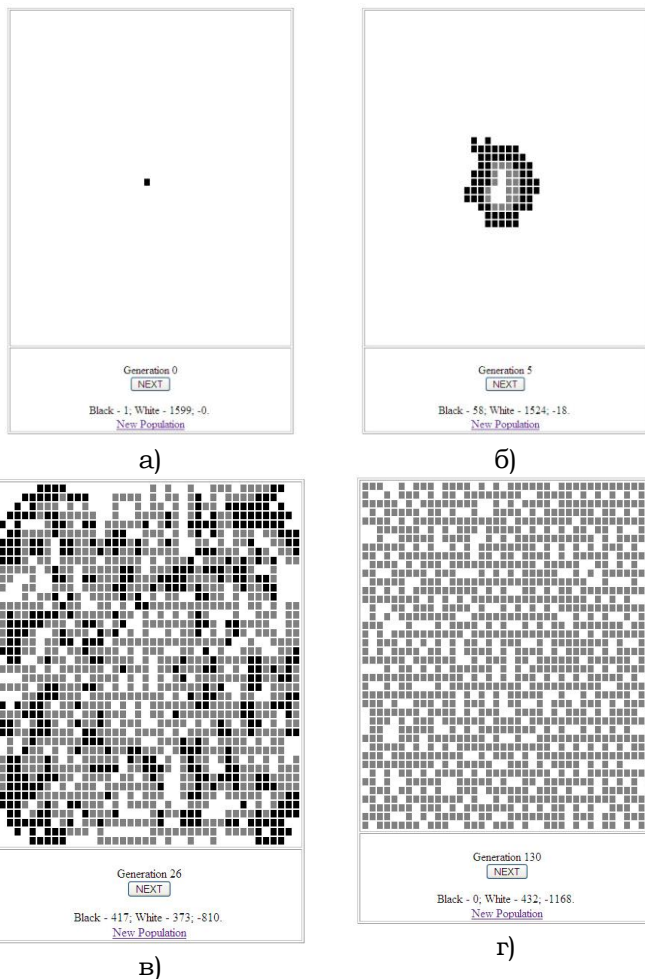 Generation 0
NEXT
Black - 1; White - 1599; -0.
New Population
а)
Generation 5
NEXT
Black - 58; White - 1524; -18.
New Population
б)
Generation 26
NEXT
Black - 417; White - 373; -810.
New Population
в)
Generation 130
NEXT
Black - 0; White - 432; -1168.
New Population
г)